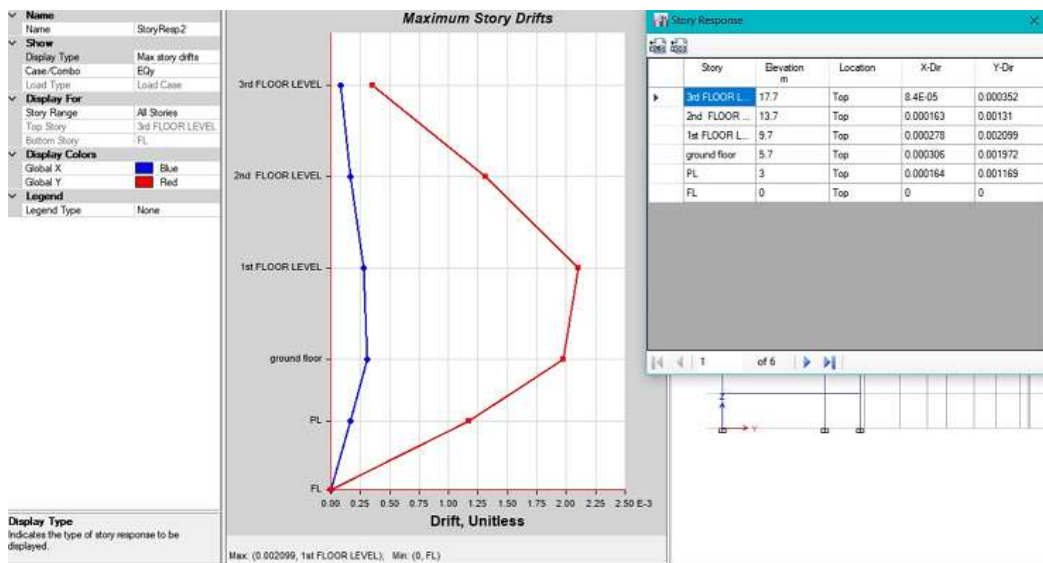 Name
Name StoryResp2
Show
Display Type Max story drifts
Case/Combo EQy
Load Type Load Case
Display For
Story Range All Stories
Top Story 3rd FLOOR LEVEL
Bottom Story FL
Display Colors
Global X Blue
Global Y Red
Legend
Legend Type None
Display Type
Indicates the type of story response to be
displayed.
Maximum Story Drifts
3rd FLOOR LEVEL
2nd FLOOR LEVEL
1st FLOOR LEVEL
ground floor
PL
FL
0.00 0.25 0.50 0.75 1.00 1.25 1.50 1.75 2.00 2.25 2.50 E-3
Drift, Unitless
Max: (0.002099, 1st FLOOR LEVEL); Min: (0, FL)
Story Response
Story Elevation Location X-Dir Y-Dir
m
3rd FLOOR L... 17.7 Top 8.4E-05 0.000352
2nd FLOOR ... 13.7 Top 0.000163 0.00131
1st FLOOR L... 9.7 Top 0.000278 0.002099
ground floor 5.7 Top 0.000306 0.001972
PL 3 Top 0.000164 0.001169
FL 0 Top 0 0
1 of 6
Z
Y